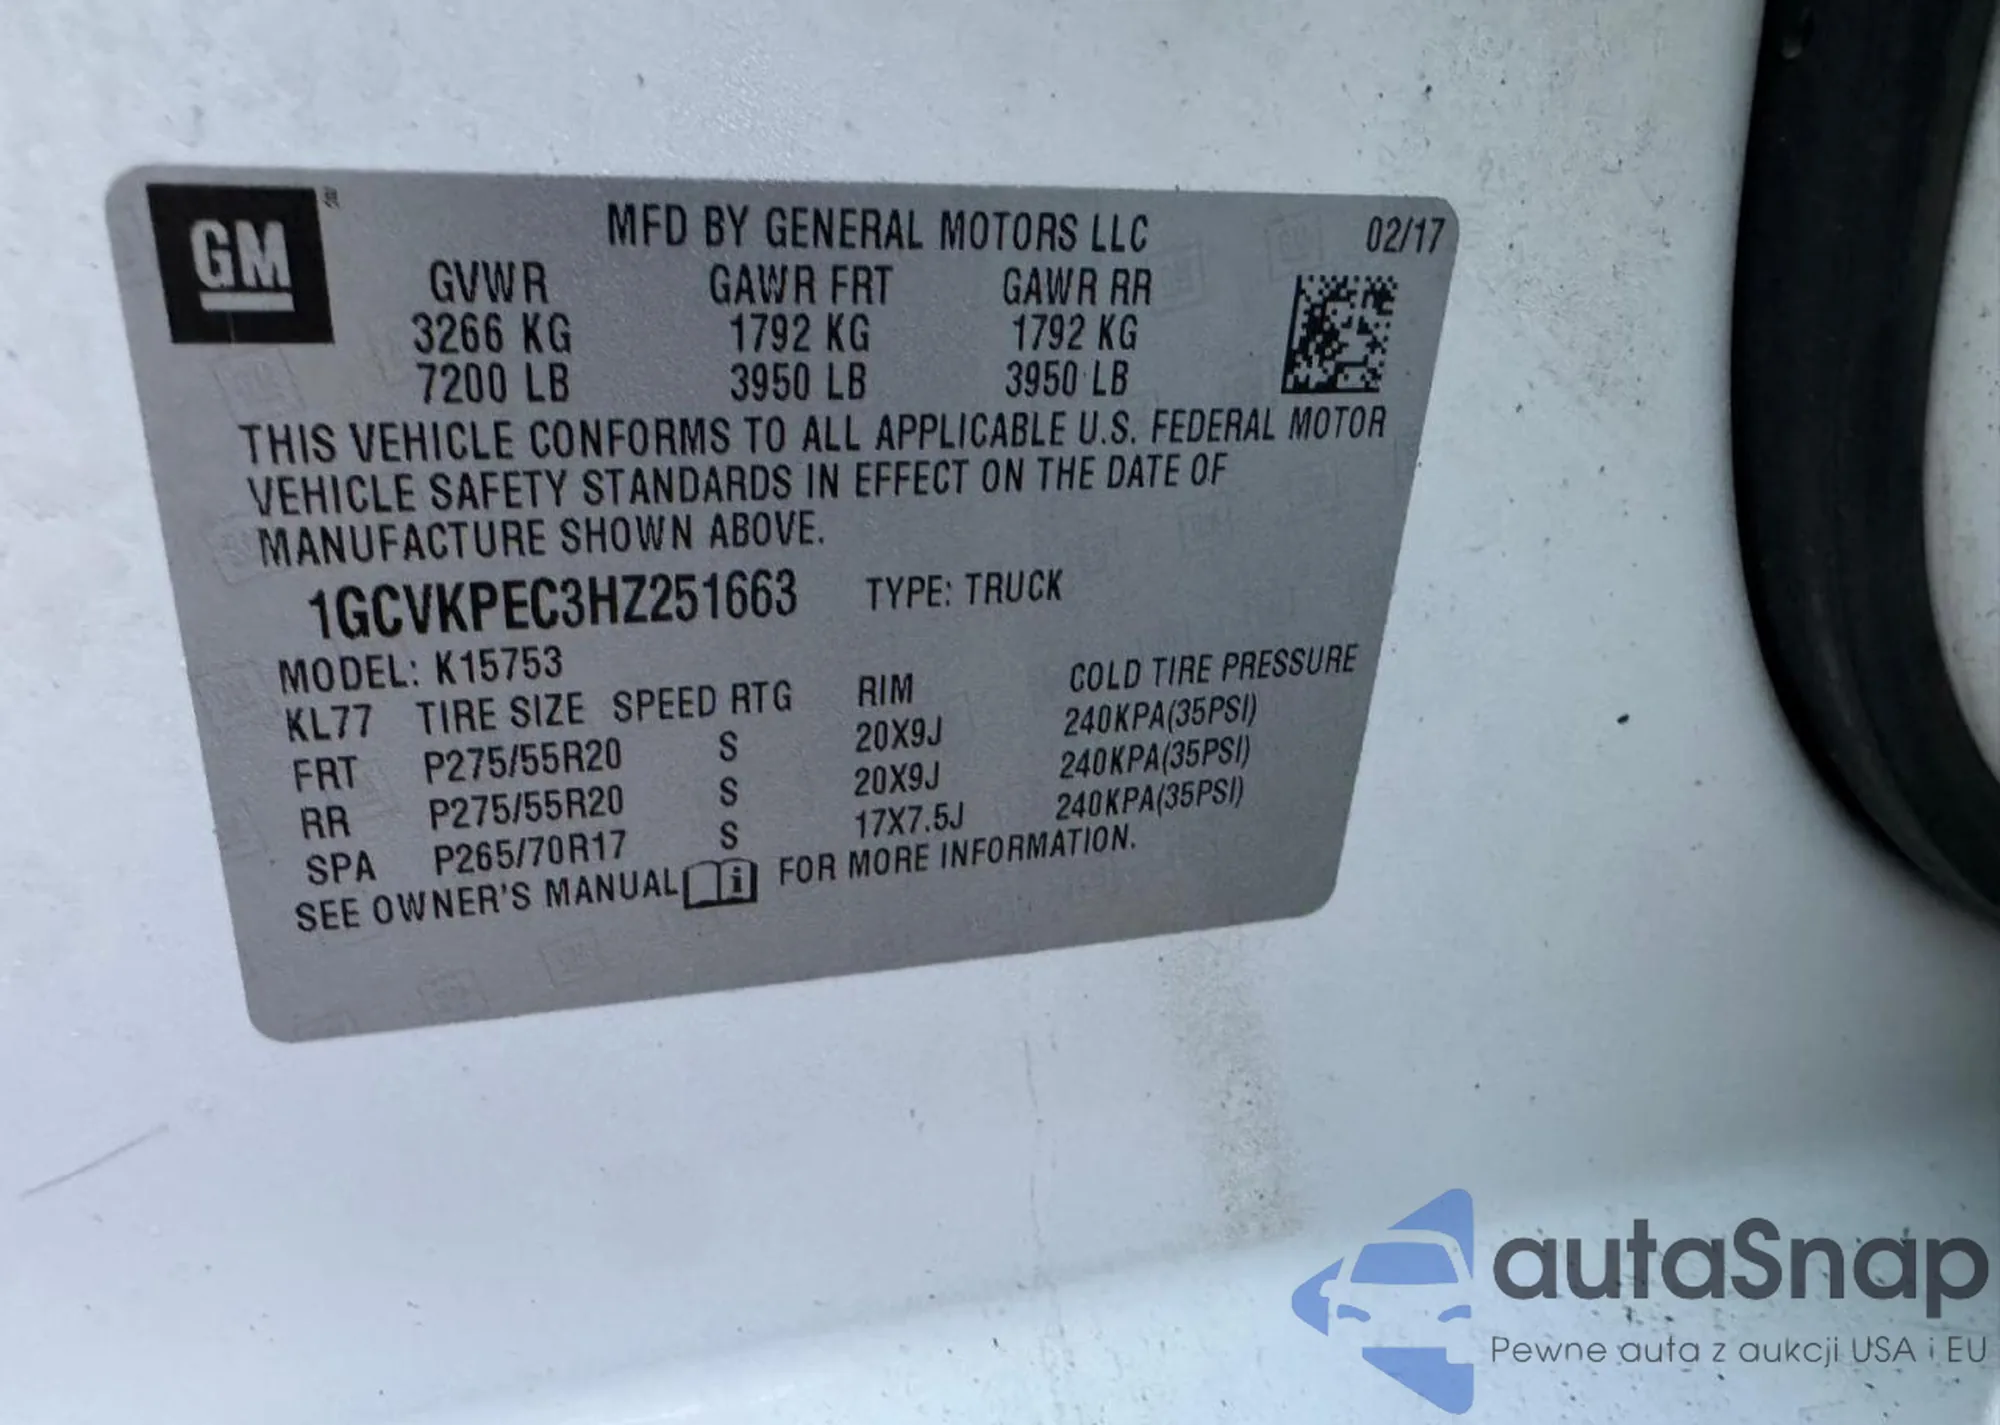 GM
MFD BY GENERAL MOTORS LLC 02/17
GVWR GAWR FRT GAWR RR
3266 KG 1792 KG 1792 KG
7200 LB 3950 LB 3950 LB
THIS VEHICLE CONFORMS TO ALL APPLICABLE U.S. FEDERAL MOTOR
VEHICLE SAFETY STANDARDS IN EFFECT ON THE DATE OF
MANUFACTURE SHOWN ABOVE.
1GCVKPEC3HZ251663 TYPE: TRUCK
MODEL: K15753
KL77 TIRE SIZE SPEED RTG RIM COLD TIRE PRESSURE
FRT P275/55R20 S 20X9J 240KPA(35PSI)
RR P275/55R20 S 20X9J 240KPA(35PSI)
SPA P265/70R17 S 17X7.5J 240KPA(35PSI)
SEE OWNER'S MANUAL i FOR MORE INFORMATION.
autaSnap
Pewne auta z aukcji USA i EU